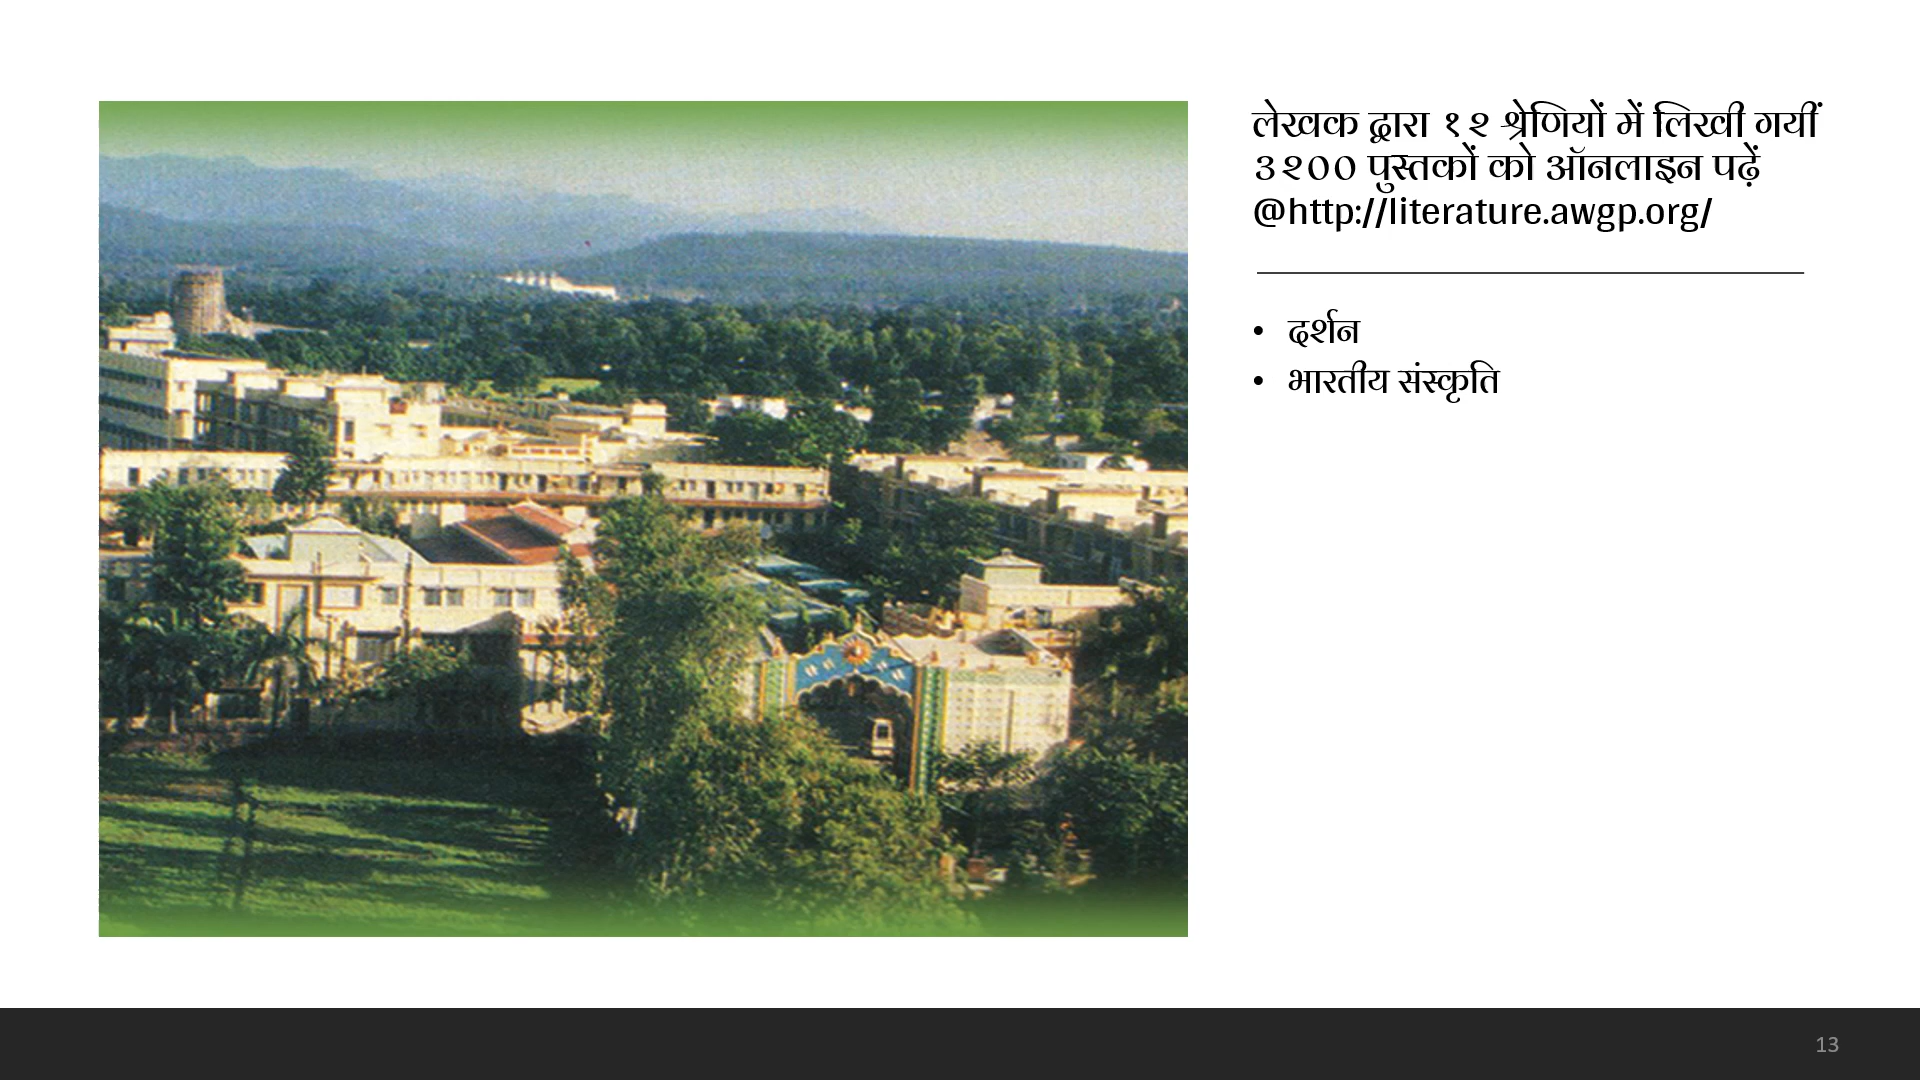 लेखक द्वारा १२ श्रेणियों में लिखी गयीं
३२०० पुस्तकों को ऑनलाइन पढ़ें
@http://literature.awgp.org/
• दर्शन
• भारतीय संस्कृति
13